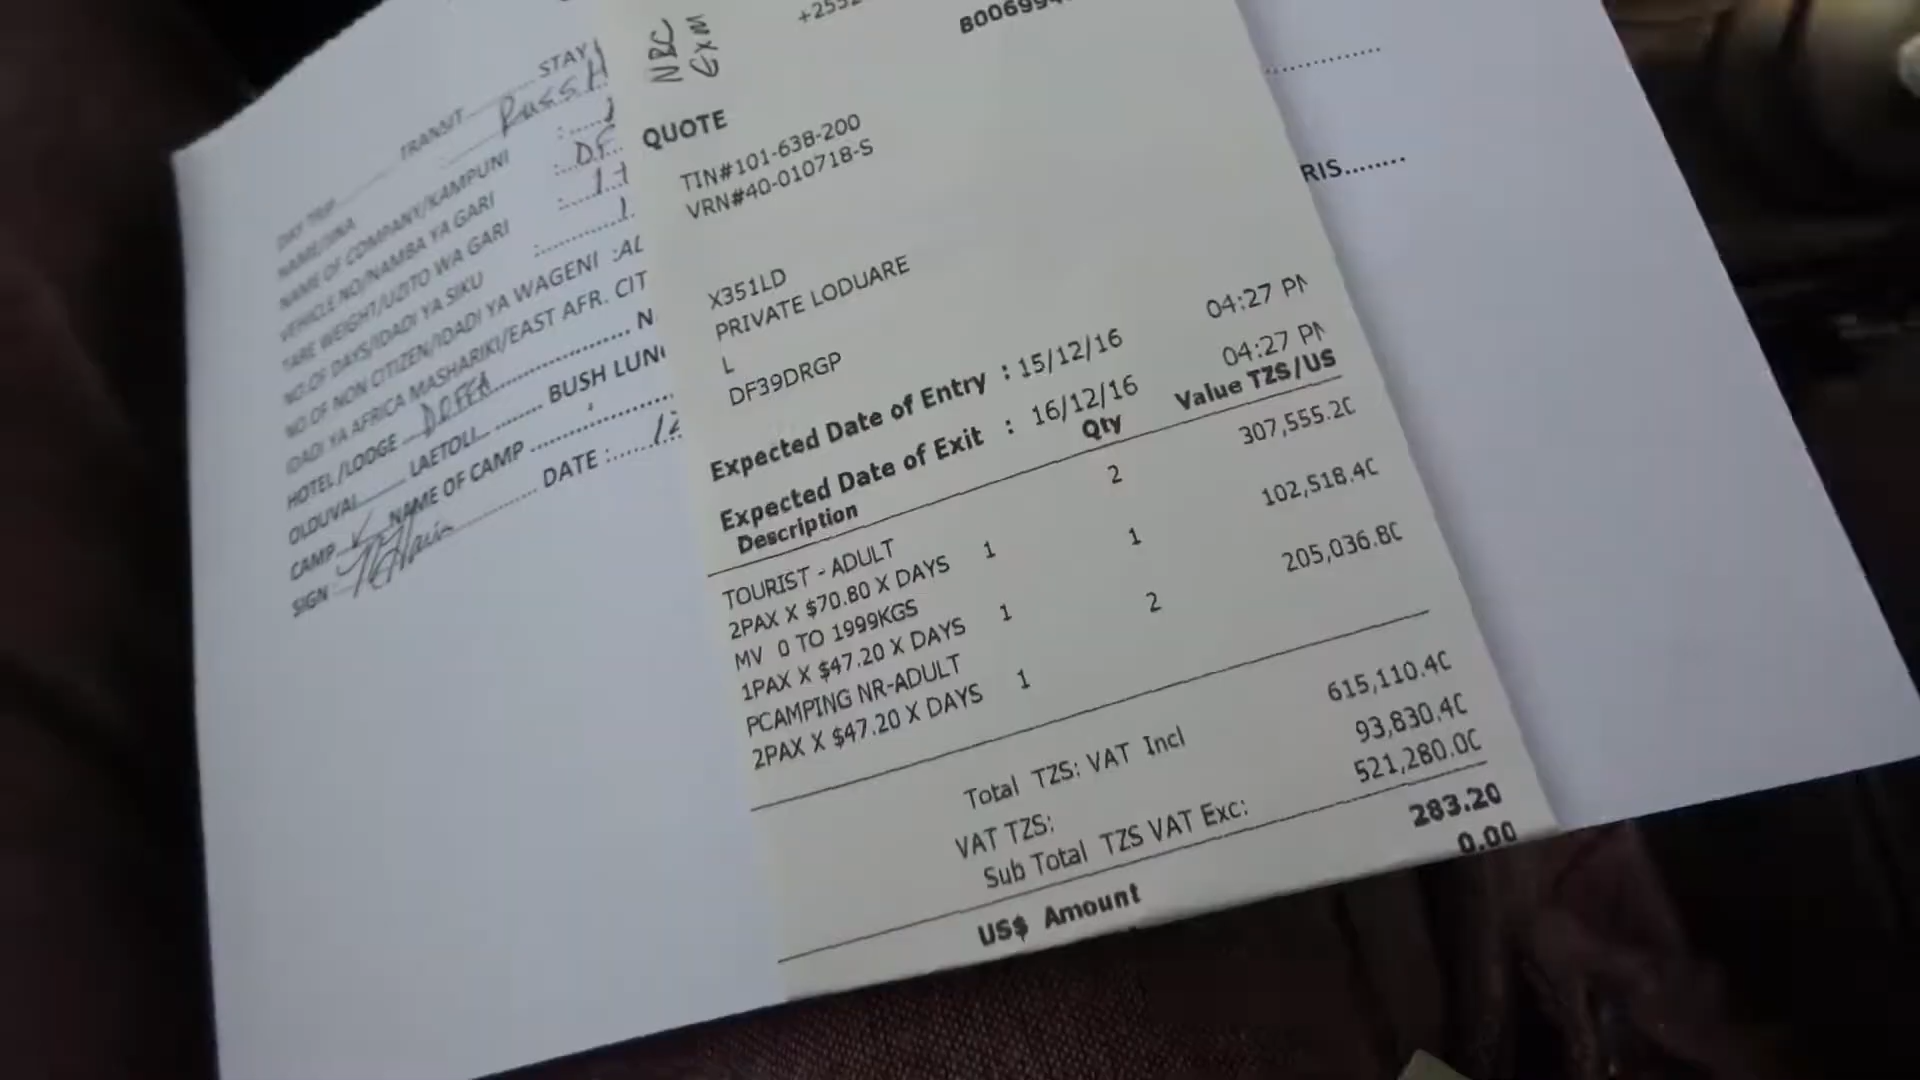 TRANSIT STAY
DAY TRIP
NAME/JINA
NAME OF COMPANY/KAMPUNI
VEHICLE NO/NAMBA YA GARI
TARE WEIGHT/UZITO WA GARI
NO.OF DAYS/IDADI YA SIKU
NO.OF NON CITIZEN/IDADI YA WAGENI :AL
IDADI YA AFRICA MASHARIKI/EAST AFR. CIT
HOTEL/LODGE N
OLDUVAI LAETOLI BUSH LUN
CAMP NAME OF CAMP
SIGN DATE : 12
NBC
QUOTE
TIN#101-638-200
VRN#40-010718-S
X351LD
PRIVATE LODUARE
L
DF39DRGP
Expected Date of Entry : 15/12/16 04:27 PM
Expected Date of Exit : 16/12/16 04:27 PM
Description Qty Value TZS/US
TOURIST - ADULT 2 307,555.20
2PAX X $70.80 X DAYS 1
MV 0 TO 1999KGS 1 102,518.40
1PAX X $47.20 X DAYS 1
PCAMPING NR-ADULT 2 205,036.80
2PAX X $47.20 X DAYS 1
Total TZS: VAT Incl 615,110.40
VAT TZS: 93,830.40
Sub Total TZS VAT Exc: 521,280.00
US$ Amount 283.20
0.00
RIS........